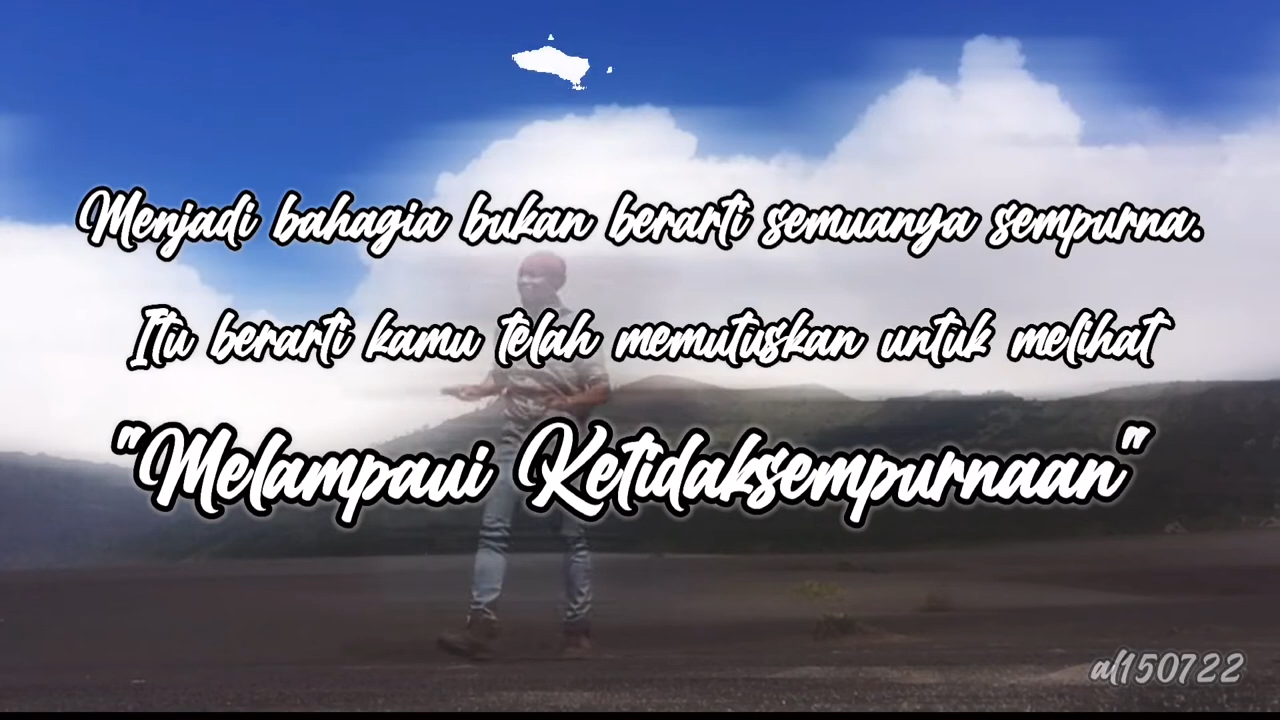 Menjadi bahagia bukan berarti semuanya sempurna.
Itu berarti kamu telah memutuskan untuk melihat
"Melampaui Ketidaksempurnaan"
al150722